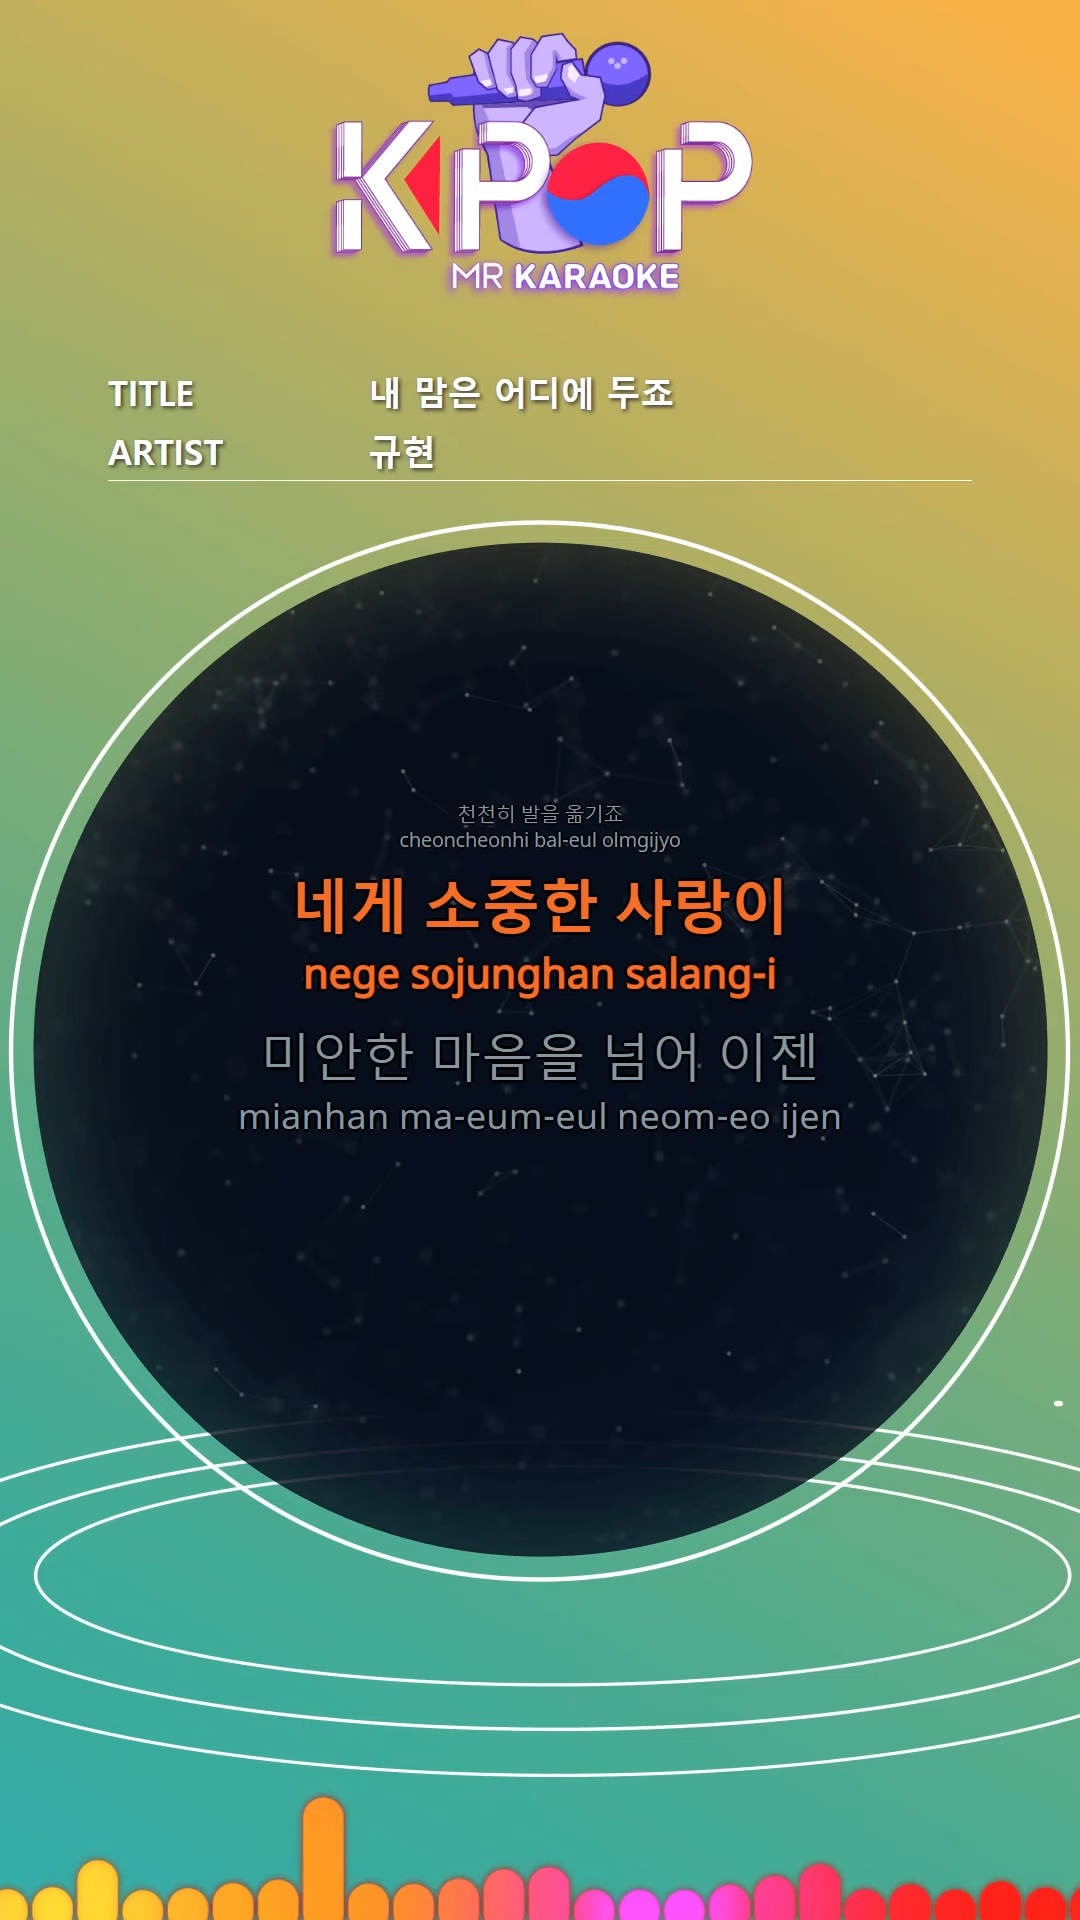 KPOP
MR KARAOKE
TITLE 내 맘은 어디에 두죠
ARTIST 규현
천천히 발을 옮기죠
cheoncheonhi bal-eul olmgijyo
네게 소중한 사랑이
nege sojunghan salang-i
미안한 마음을 넘어 이젠
mianhan ma-eum-eul neom-eo ijen